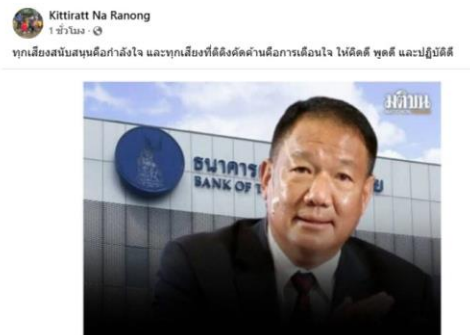 Kittiratt Na Ranong
1 ชั่วโมง ·
ทุกเสียงสนับสนุนคือกำลังใจ และทุกเสียงที่ติติงคัดค้านคือการเตือนใจ ให้คิดดี พูดดี และปฏิบัติดี
มติชน
ธนาคาร
BANK OF T
ย